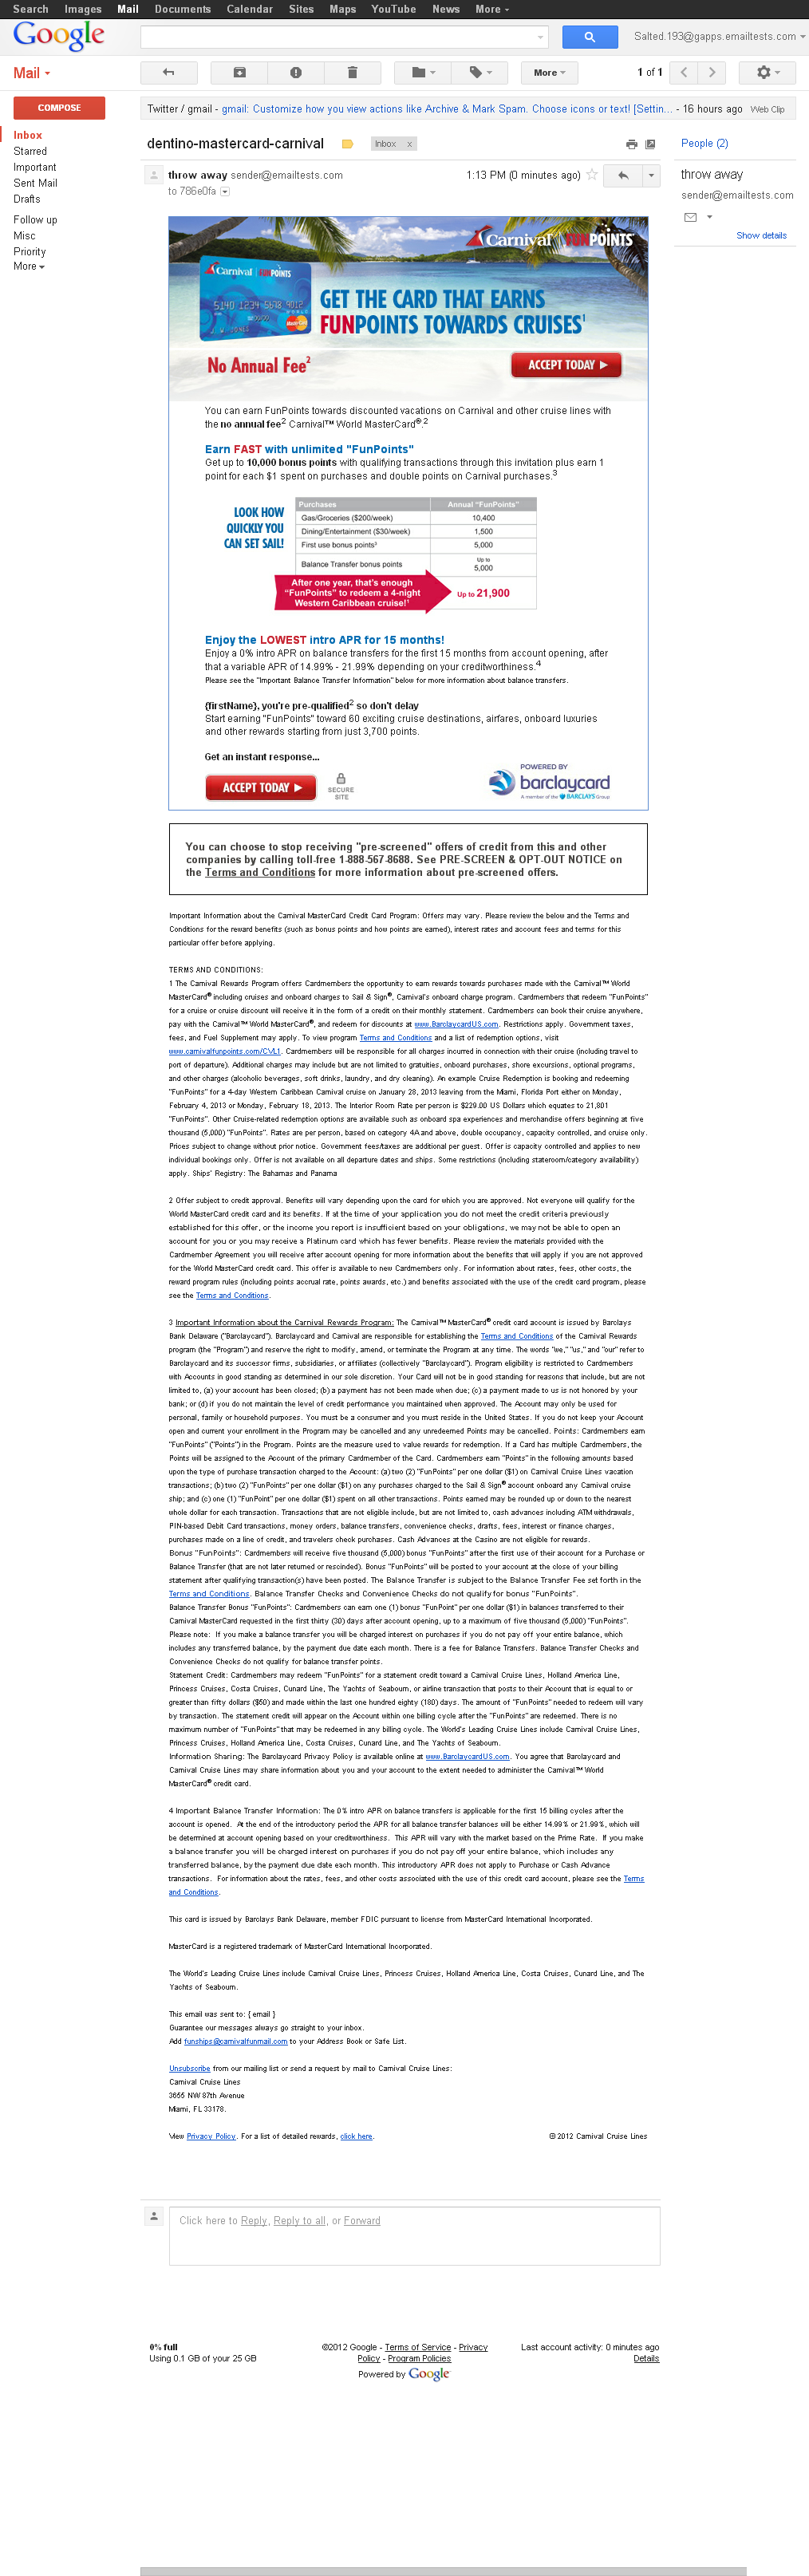 Search Images Mail Documents Calendar Sites Maps YouTube News More
Google
Salted.193@gapps.emailtests.com
Mail
More
1 of 1
COMPOSE
Twitter / gmail - gmail: Customize how you view actions like Archive & Mark Spam. Choose icons or text! [Settin... - 16 hours ago Web Clip
Inbox
Starred
Important
Sent Mail
Drafts
Follow up
Misc
Priority
More
dentino-mastercard-carnival
Inbox x
People (2)
throw away sender@emailtests.com
1:13 PM (0 minutes ago)
to 786e0fa
throw away
sender@emailtests.com
Show details
Carnival FUNPOINTS
Carnival FUNPOINTS
5140 1234 5678 9012
J. W. JONES
MasterCard
GET THE CARD THAT EARNS
FUNPOINTS TOWARDS CRUISES1
No Annual Fee2
ACCEPT TODAY
You can earn FunPoints towards discounted vacations on Carnival and other cruise lines with
the no annual fee2 Carnival™ World MasterCard®.2
Earn FAST with unlimited "FunPoints"
Get up to 10,000 bonus points with qualifying transactions through this invitation plus earn 1
point for each $1 spent on purchases and double points on Carnival purchases.3
LOOK HOW
QUICKLY YOU
CAN SET SAIL!
Purchases Annual "FunPoints"
Gas/Groceries ($200/week) 10,400
Dining/Entertainment ($30/week) 1,500
First use bonus points3 5,000
Balance Transfer bonus points Up to 5,000
After one year, that's enough
"FunPoints" to redeem a 4-night
Western Caribbean cruise!1
Up to 21,900
Enjoy the LOWEST intro APR for 15 months!
Enjoy a 0% intro APR on balance transfers for the first 15 months from account opening, after
that a variable APR of 14.99% - 21.99% depending on your creditworthiness.4
Please see the "Important Balance Transfer Information" below for more information about balance transfers.
{firstName}, you're pre-qualified2 so don't delay
Start earning "FunPoints" toward 60 exciting cruise destinations, airfares, onboard luxuries
and other rewards starting from just 3,700 points.
Get an instant response...
ACCEPT TODAY
SECURE
SITE
POWERED BY
barclaycard
A member of the BARCLAYS Group
You can choose to stop receiving "pre-screened" offers of credit from this and other
companies by calling toll-free 1-888-567-8688. See PRE-SCREEN & OPT-OUT NOTICE on
the Terms and Conditions for more information about pre-screened offers.
Important Information about the Carnival MasterCard Credit Card Program: Offers may vary. Please review the below and the Terms and
Conditions for the reward benefits (such as bonus points and how points are earned), interest rates and account fees and terms for this
particular offer before applying.
TERMS AND CONDITIONS:
1 The Carnival Rewards Program offers Cardmembers the opportunity to earn rewards towards purchases made with the Carnival™ World
MasterCard® including cruises and onboard charges to Sail & Sign®, Carnival's onboard charge program. Cardmembers that redeem "FunPoints"
for a cruise or cruise discount will receive it in the form of a credit on their monthly statement. Cardmembers can book their cruise anywhere,
pay with the Carnival™ World MasterCard®, and redeem for discounts at www.BarclaycardUS.com. Restrictions apply. Government taxes,
fees, and Fuel Supplement may apply. To view program Terms and Conditions and a list of redemption options, visit
www.carnivalfunpoints.com/CVL1. Cardmembers will be responsible for all charges incurred in connection with their cruise (including travel to
port of departure). Additional charges may include but are not limited to gratuities, onboard purchases, shore excursions, optional programs,
and other charges (alcoholic beverages, soft drinks, laundry, and dry cleaning). An example Cruise Redemption is booking and redeeming
"FunPoints" for a 4-day Western Caribbean Carnival cruise on January 28, 2013 leaving from the Miami, Florida Port either on Monday,
February 4, 2013 or Monday, February 18, 2013. The Interior Room Rate per person is $229.00 US Dollars which equates to 21,801
"FunPoints". Other Cruise-related redemption options are available such as onboard spa experiences and merchandise offers beginning at five
thousand (5,000) "FunPoints". Rates are per person, based on category 4A and above, double occupancy, capacity controlled, and cruise only.
Prices subject to change without prior notice. Government fees/taxes are additional per guest. Offer is capacity controlled and applies to new
individual bookings only. Offer is not available on all departure dates and ships. Some restrictions (including stateroom/category availability)
apply. Ships' Registry: The Bahamas and Panama
2 Offer subject to credit approval. Benefits will vary depending upon the card for which you are approved. Not everyone will qualify for the
World MasterCard credit card and its benefits. If at the time of your application you do not meet the credit criteria previously
established for this offer, or the income you report is insufficient based on your obligations, we may not be able to open an
account for you or you may receive a Platinum card which has fewer benefits. Please review the materials provided with the
Cardmember Agreement you will receive after account opening for more information about the benefits that will apply if you are not approved
for the World MasterCard credit card. This offer is available to new Cardmembers only. For information about rates, fees, other costs, the
reward program rules (including points accrual rate, points awards, etc.) and benefits associated with the use of the credit card program, please
see the Terms and Conditions.
3 Important Information about the Carnival Rewards Program: The Carnival™ MasterCard® credit card account is issued by Barclays
Bank Delaware ("Barclaycard"). Barclaycard and Carnival are responsible for establishing the Terms and Conditions of the Carnival Rewards
program (the "Program") and reserve the right to modify, amend, or terminate the Program at any time. The words "we," "us," and "our" refer to
Barclaycard and its successor firms, subsidiaries, or affiliates (collectively "Barclaycard"). Program eligibility is restricted to Cardmembers
with Accounts in good standing as determined in our sole discretion. Your Card will not be in good standing for reasons that include, but are not
limited to, (a) your account has been closed; (b) a payment has not been made when due; (c) a payment made to us is not honored by your
bank; or (d) if you do not maintain the level of credit performance you maintained when approved. The Account may only be used for
personal, family or household purposes. You must be a consumer and you must reside in the United States. If you do not keep your Account
open and current your enrollment in the Program may be cancelled and any unredeemed Points may be cancelled. Points: Cardmembers earn
"FunPoints" ("Points") in the Program. Points are the measure used to value rewards for redemption. If a Card has multiple Cardmembers, the
Points will be assigned to the Account of the primary Cardmember of the Card. Cardmembers earn "Points" in the following amounts based
upon the type of purchase transaction charged to the Account: (a) two (2) "FunPoints" per one dollar ($1) on Carnival Cruise Lines vacation
transactions; (b) two (2) "FunPoints" per one dollar ($1) on any purchases charged to the Sail & Sign® account onboard any Carnival cruise
ship; and (c) one (1) "FunPoint" per one dollar ($1) spent on all other transactions. Points earned may be rounded up or down to the nearest
whole dollar for each transaction. Transactions that are not eligible include, but are not limited to, cash advances including ATM withdrawals,
PIN-based Debit Card transactions, money orders, balance transfers, convenience checks, drafts, fees, interest or finance charges,
purchases made on a line of credit, and travelers check purchases. Cash Advances at the Casino are not eligible for rewards.
Bonus "FunPoints": Cardmembers will receive five thousand (5,000) bonus "FunPoints" after the first use of their account for a Purchase or
Balance Transfer (that are not later returned or rescinded). Bonus "FunPoints" will be posted to your account at the close of your billing
statement after qualifying transaction(s) have been posted. The Balance Transfer is subject to the Balance Transfer Fee set forth in the
Terms and Conditions. Balance Transfer Checks and Convenience Checks do not qualify for bonus "FunPoints".
Balance Transfer Bonus "FunPoints": Cardmembers can earn one (1) bonus "FunPoint" per one dollar ($1) in balances transferred to their
Carnival MasterCard requested in the first thirty (30) days after account opening, up to a maximum of five thousand (5,000) "FunPoints".
Please note: If you make a balance transfer you will be charged interest on purchases if you do not pay off your entire balance, which
includes any transferred balance, by the payment due date each month. There is a fee for Balance Transfers. Balance Transfer Checks and
Convenience Checks do not qualify for balance transfer points.
Statement Credit: Cardmembers may redeem "FunPoints" for a statement credit toward a Carnival Cruise Lines, Holland America Line,
Princess Cruises, Costa Cruises, Cunard Line, The Yachts of Seabourn, or airline transaction that posts to their Account that is equal to or
greater than fifty dollars ($50) and made within the last one hundred eighty (180) days. The amount of "FunPoints" needed to redeem will vary
by transaction. The statement credit will appear on the Account within one billing cycle after the "FunPoints" are redeemed. There is no
maximum number of "FunPoints" that may be redeemed in any billing cycle. The World's Leading Cruise Lines include Carnival Cruise Lines,
Princess Cruises, Holland America Line, Costa Cruises, Cunard Line, and The Yachts of Seabourn.
Information Sharing: The Barclaycard Privacy Policy is available online at www.BarclaycardUS.com. You agree that Barclaycard and
Carnival Cruise Lines may share information about you and your account to the extent needed to administer the Carnival™ World
MasterCard® credit card.
4 Important Balance Transfer Information: The 0% intro APR on balance transfers is applicable for the first 15 billing cycles after the
account is opened. At the end of the introductory period the APR for all balance transfer balances will be either 14.99% or 21.99%, which will
be determined at account opening based on your creditworthiness. This APR will vary with the market based on the Prime Rate. If you make
a balance transfer you will be charged interest on purchases if you do not pay off your entire balance, which includes any
transferred balance, by the payment due date each month. This introductory APR does not apply to Purchase or Cash Advance
transactions. For information about the rates, fees, and other costs associated with the use of this credit card account, please see the Terms
and Conditions.
This card is issued by Barclays Bank Delaware, member FDIC pursuant to license from MasterCard International Incorporated.
MasterCard is a registered trademark of MasterCard International Incorporated.
The World's Leading Cruise Lines include Carnival Cruise Lines, Princess Cruises, Holland America Line, Costa Cruises, Cunard Line, and The
Yachts of Seabourn.
This email was sent to: { email }
Guarantee our messages always go straight to your inbox.
Add funships@carnivalfunmail.com to your Address Book or Safe List.
Unsubscribe from our mailing list or send a request by mail to Carnival Cruise Lines:
Carnival Cruise Lines
3655 NW 87th Avenue
Miami, FL 33178.
View Privacy Policy. For a list of detailed rewards, click here.
© 2012 Carnival Cruise Lines
Click here to Reply, Reply to all, or Forward
0% full
Using 0.1 GB of your 25 GB
©2012 Google - Terms of Service - Privacy
Policy - Program Policies
Powered by Google
Last account activity: 0 minutes ago
Details